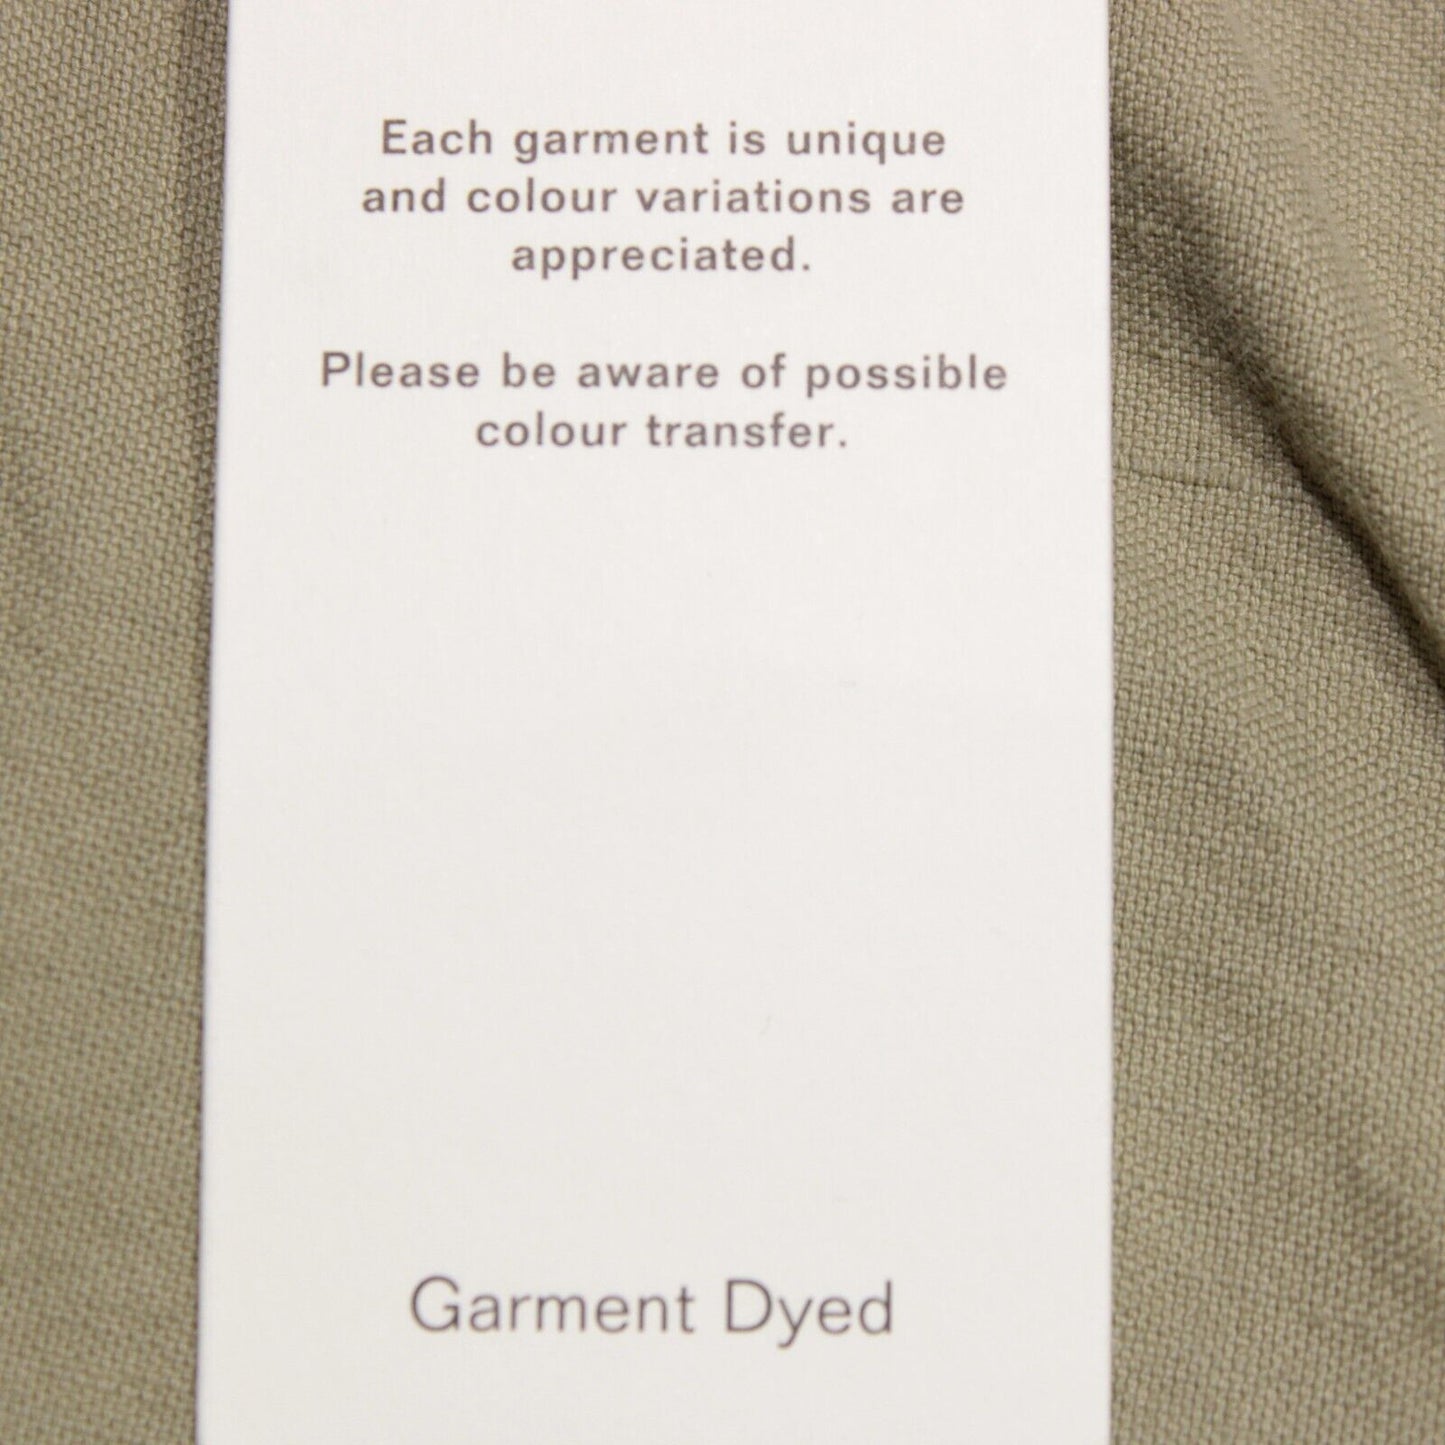 Each garment is unique
and colour variations are
appreciated.
Please be aware of possible
colour transfer.
Garment Dyed